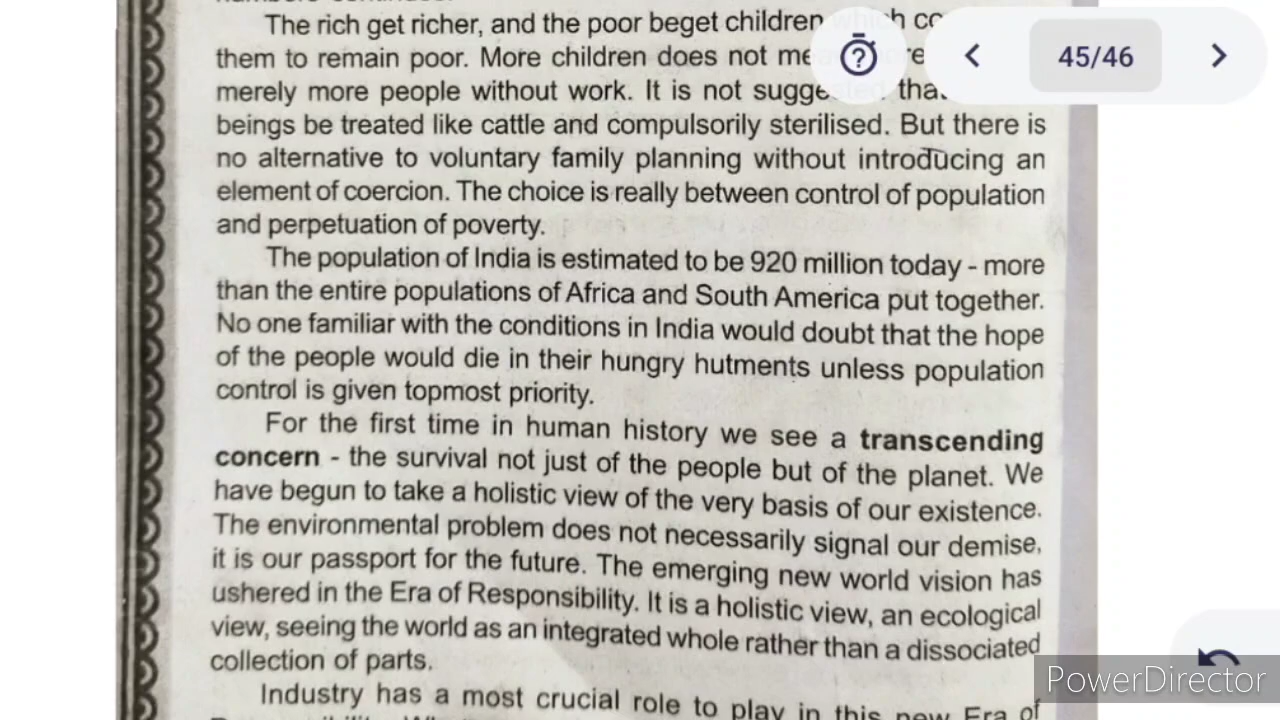 The rich get richer, and the poor beget children
them to remain poor. More children does not
merely more people without work. It is not
beings be treated like cattle and compulsorily sterilised. But there is
no alternative to voluntary family planning without introducing an
element of coercion. The choice is really between control of population
and perpetuation of poverty.
The population of India is estimated to be 920 million today - more
than the entire populations of Africa and South America put together.
No one familiar with the conditions in India would doubt that the hope
of the people would die in their hungry hutments unless population
control is given topmost priority.
For the first time in human history we see a transcending
concern - the survival not just of the people but of the planet. We
have begun to take a holistic view of the very basis of our existence.
The environmental problem does not necessarily signal our demise,
it is our passport for the future. The emerging new world vision has
ushered in the Era of Responsibility. It is a holistic view, an ecological
view, seeing the world as an integrated whole rather than a dissociated
collection of parts.
Industry has a most crucial role to play in this new Era of
45/46
PowerDirector